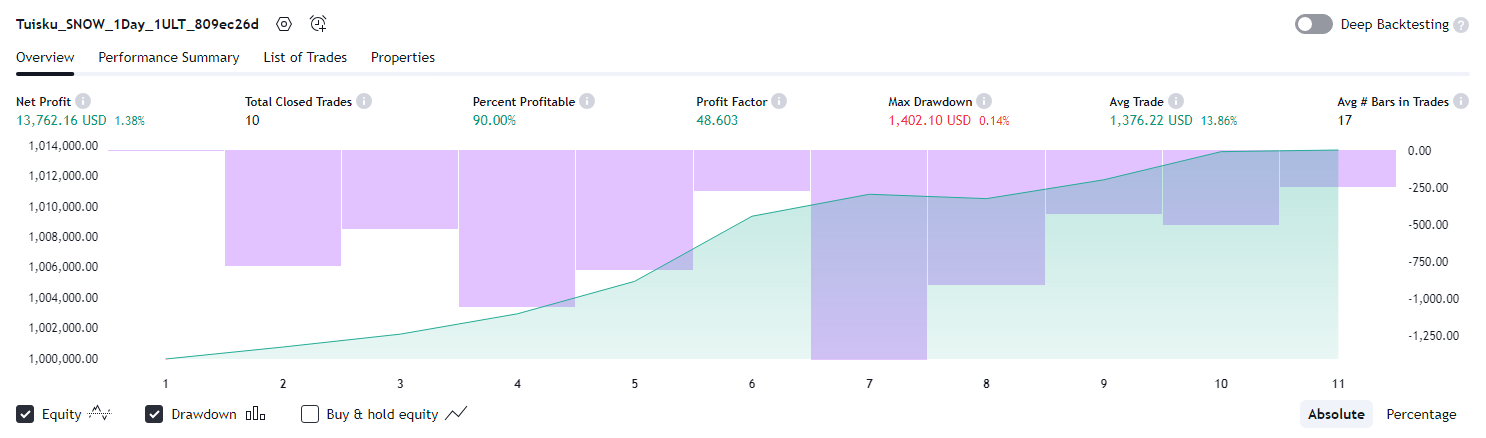 Tuisku_SNOW_1Day_1ULT_809ec26d Deep Backtesting ?
Overview Performance Summary List of Trades Properties
Net Profit i Total Closed Trades i Percent Profitable i Profit Factor i Max Drawdown i Avg Trade i Avg # Bars in Trades i
13,762.16 USD 1.38% 10 90.00% 48.603 1,402.10 USD 0.14% 1,376.22 USD 13.86% 17
1,014,000.00 0.00
1,012,000.00 -250.00
1,010,000.00 -500.00
1,008,000.00 -750.00
1,006,000.00 -1,000.00
1,004,000.00 -1,250.00
1,002,000.00
1,000,000.00
1 2 3 4 5 6 7 8 9 10 11
Equity Drawdown Buy & hold equity Absolute Percentage